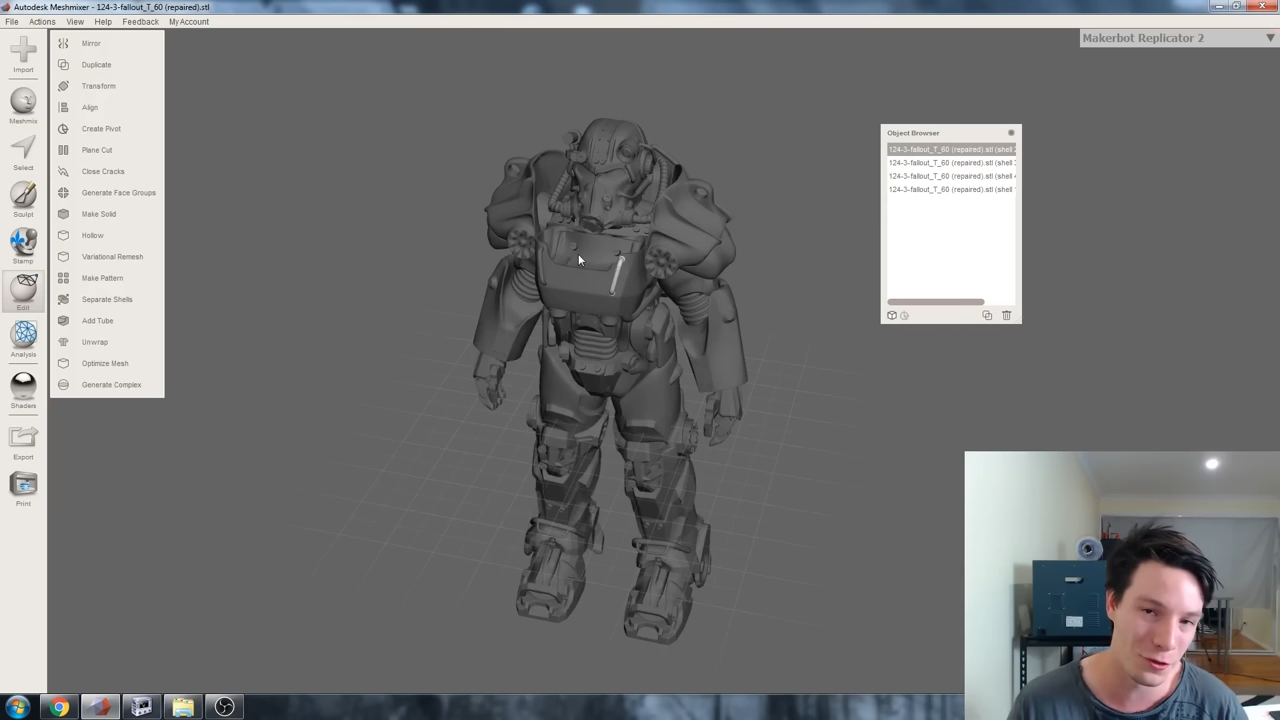 Autodesk Meshmixer - 124-3-fallout_T_60 (repaired).stl
File Actions View Help Feedback My Account
Makerbot Replicator 2
Import
Meshmix
Select
Sculpt
Stamp
Edit
Analysis
Shaders
Export
Print
Mirror
Duplicate
Transform
Align
Create Pivot
Plane Cut
Close Cracks
Generate Face Groups
Make Solid
Hollow
Variational Remesh
Make Pattern
Separate Shells
Add Tube
Unwrap
Optimize Mesh
Generate Complex
Object Browser
124-3-fallout_T_60 (repaired).stl (shell 2
124-3-fallout_T_60 (repaired).stl (shell 3
124-3-fallout_T_60 (repaired).stl (shell 4
124-3-fallout_T_60 (repaired).stl (shell